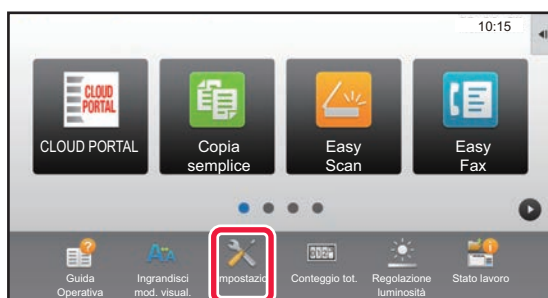 10:15
CLOUD
PORTAL
CLOUD PORTAL
Copia
semplice
Easy
Scan
Easy
Fax
Guida
Operativa
Ingrandisci
mod. visual.
mpostazio
Conteggio tot.
Regolazione
luminosità
Stato lavoro